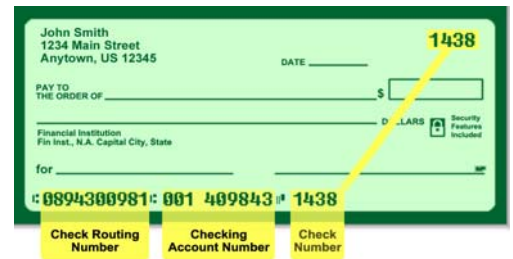 John Smith
1234 Main Street
Anytown, US 12345
1438
DATE
PAY TO
THE ORDER OF
$
DOLLARS
Security
Features
Included
Financial Institution
Fin Inst., N.A. Capital City, State
for
MP
⑆0894300981⑆ 001 409843⑈ 1438
Check Routing
Number
Checking
Account Number
Check
Number